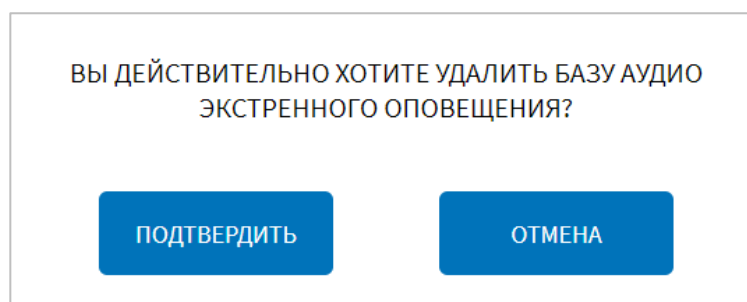 ВЫ ДЕЙСТВИТЕЛЬНО ХОТИТЕ УДАЛИТЬ БАЗУ АУДИО
ЭКСТРЕННОГО ОПОВЕЩЕНИЯ?
ПОДТВЕРДИТЬ
ОТМЕНА